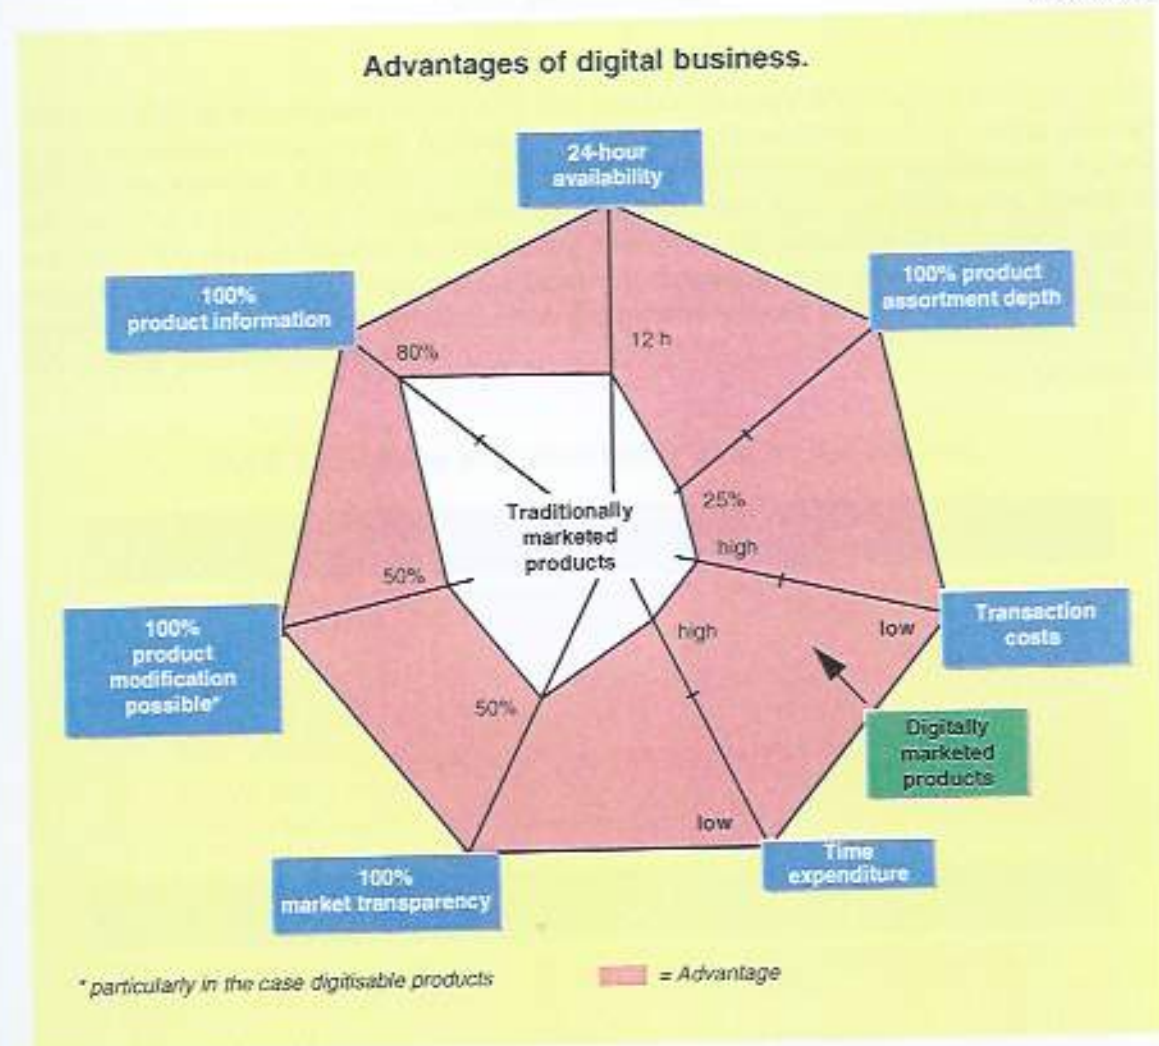 Advantages of digital business.
24-hour
availability
100% product
assortment depth
100%
product information
80%
12 h
25%
Traditionally
marketed
products
high
50%
high
low
Transaction
costs
100%
product
modification
possible*
50%
Digitally
marketed
products
low
Time
expenditure
100%
market transparency
* particularly in the case digitisable products
= Advantage